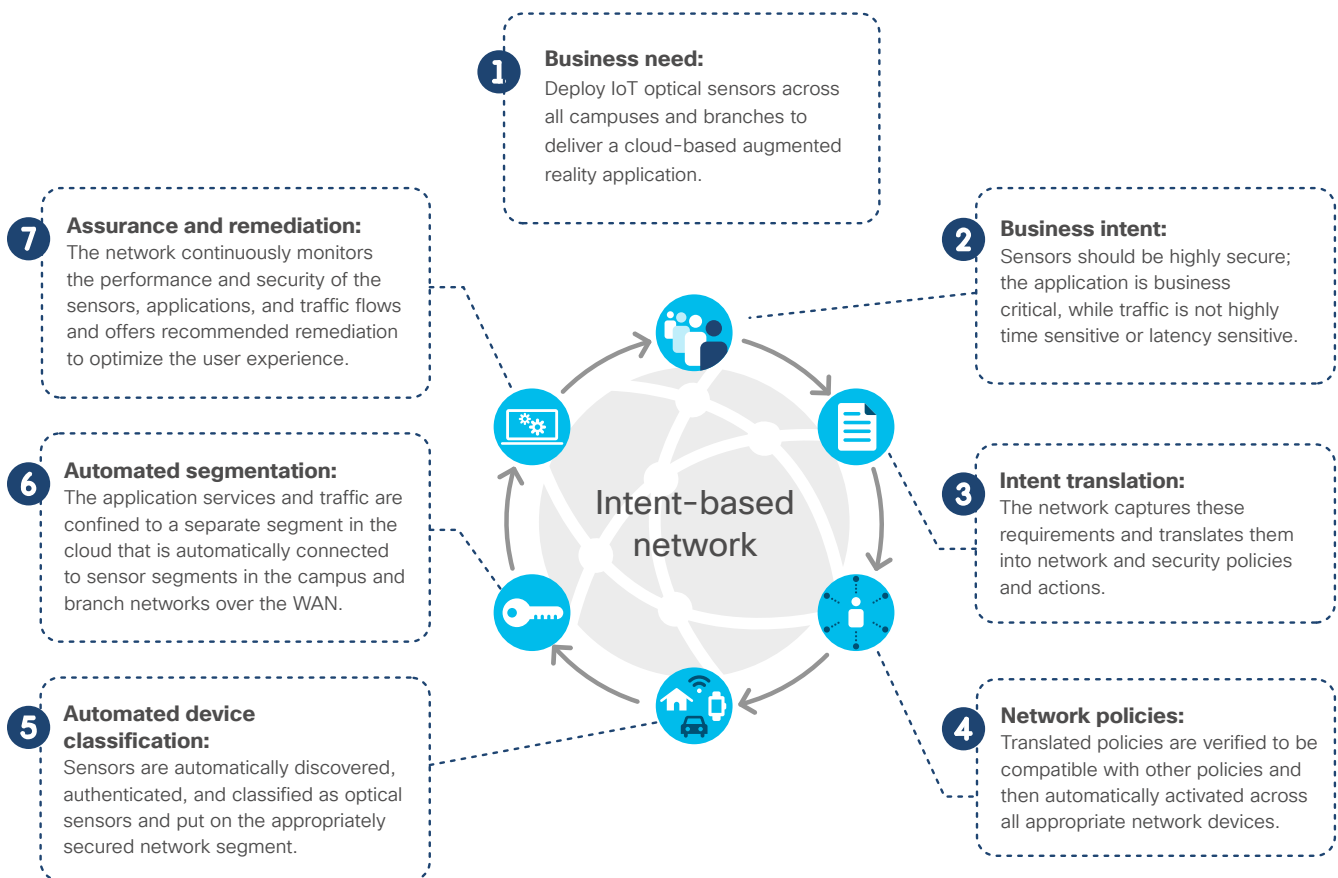 1
Business need:
Deploy IoT optical sensors across
all campuses and branches to
deliver a cloud-based augmented
reality application.
2
Business intent:
Sensors should be highly secure;
the application is business
critical, while traffic is not highly
time sensitive or latency sensitive.
3
Intent translation:
The network captures these
requirements and translates them
into network and security policies
and actions.
4
Network policies:
Translated policies are verified to be
compatible with other policies and
then automatically activated across
all appropriate network devices.
5
Automated device
classification:
Sensors are automatically discovered,
authenticated, and classified as optical
sensors and put on the appropriately
secured network segment.
6
Automated segmentation:
The application services and traffic are
confined to a separate segment in the
cloud that is automatically connected
to sensor segments in the campus and
branch networks over the WAN.
7
Assurance and remediation:
The network continuously monitors
the performance and security of the
sensors, applications, and traffic flows
and offers recommended remediation
to optimize the user experience.
Intent-based
network